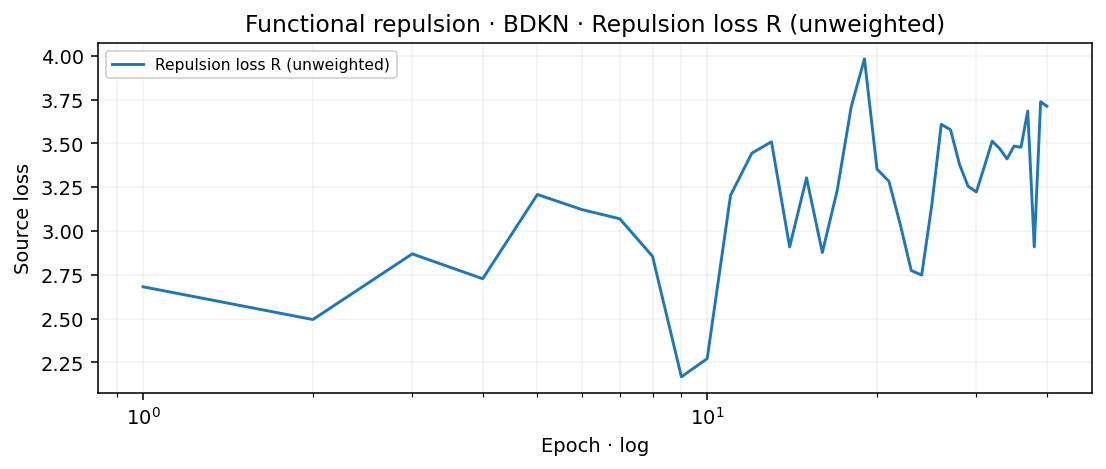 Functional repulsion · BDKN · Repulsion loss R (unweighted)
Repulsion loss R (unweighted)
Source loss
4.00
3.75
3.50
3.25
3.00
2.75
2.50
2.25
10⁰
10¹
Epoch · log